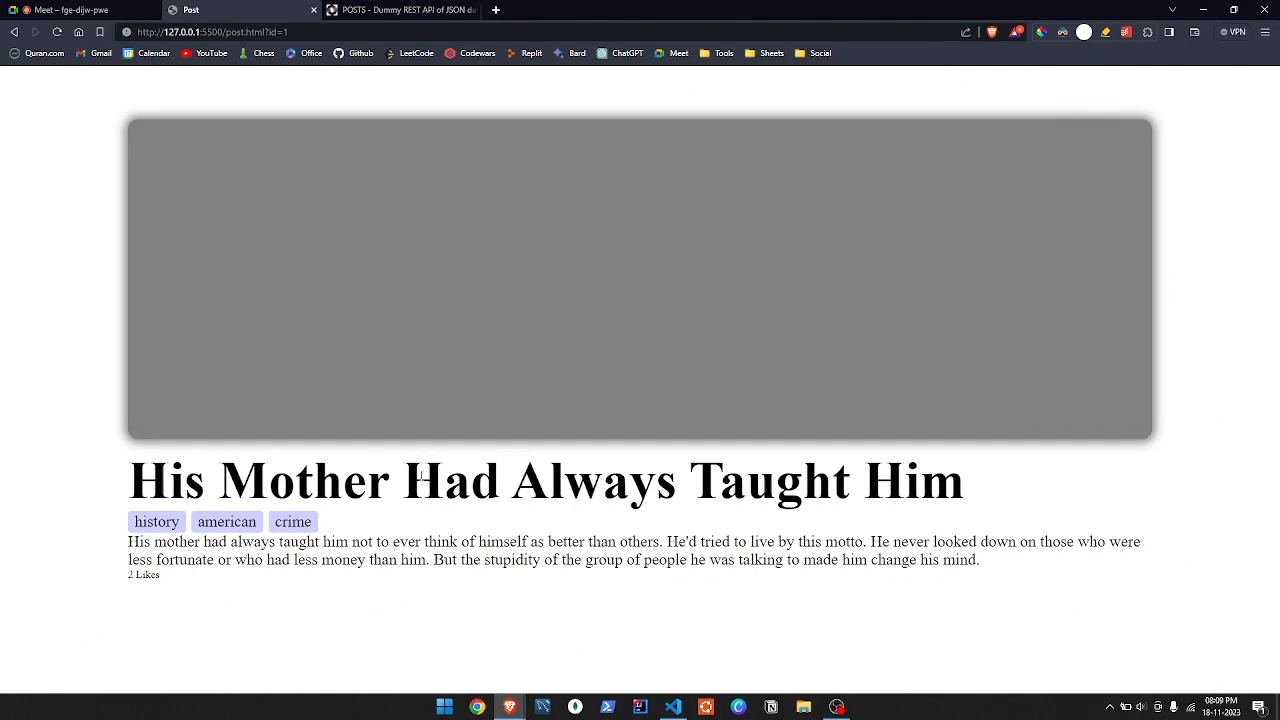 Meet – fge-dijw-pwe
Post
POSTS - Dummy REST API of JSON da
http://127.0.0.1:5500/post.html?id=1
VPN
Quran.com
Gmail
Calendar
YouTube
Chess
Office
Github
LeetCode
Codewars
Replit
Bard
ChatGPT
Meet
Tools
Sheets
Social
His Mother Had Always Taught Him
history american crime
His mother had always taught him not to ever think of himself as better than others. He'd tried to live by this motto. He never looked down on those who were
less fortunate or who had less money than him. But the stupidity of the group of people he was talking to made him change his mind.
2 Likes
08:09 PM
18-11-2023